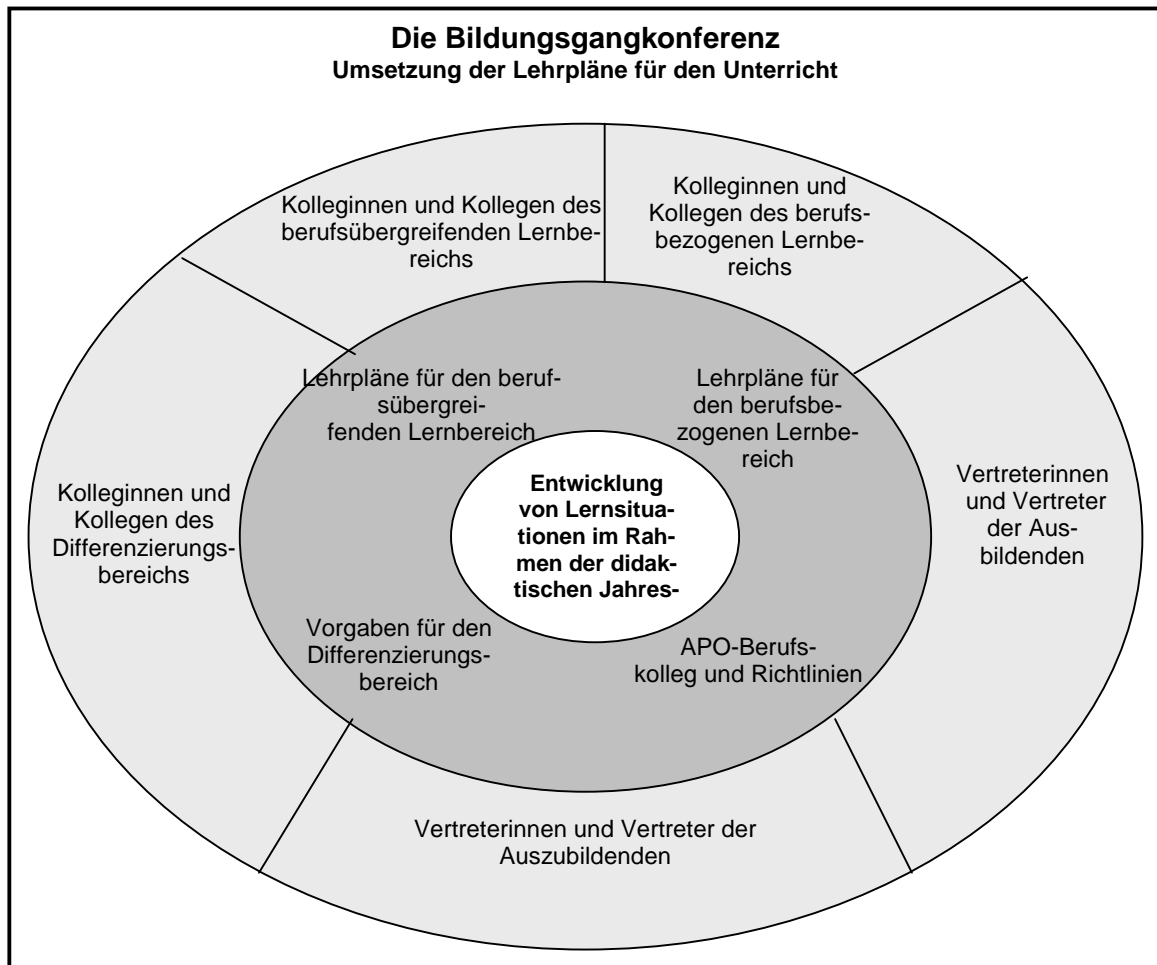 Die Bildungsgangkonferenz
Umsetzung der Lehrpläne für den Unterricht
Kolleginnen und Kollegen des
berufsübergreifenden Lernbe-
reichs
Kolleginnen und
Kollegen des berufs-
bezogenen Lernbe-
reichs
Lehrpläne für den beruf-
sübergrei-
fenden Lernbereich
Lehrpläne für
den berufsbe-
zogenen Lernbe-
reich
Kolleginnen und
Kollegen des
Differenzierungs-
bereichs
Entwicklung
von Lernsitua-
tionen im Rah-
men der didak-
tischen Jahres-
Vertreterinnen
und Vertreter
der Aus-
bildenden
Vorgaben für den
Differenzierungs-
bereich
APO-Berufs-
kolleg und Richtlinien
Vertreterinnen und Vertreter der
Auszubildenden